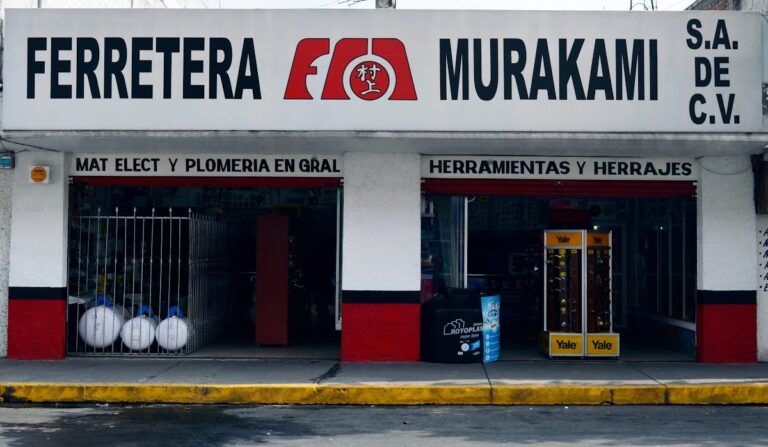 FERRETERA
村上
MURAKAMI
S.A.
DE
C.V.
MAT ELECT Y PLOMERIA EN GRAL
HERRAMIENTAS Y HERRAJES
Yale Yale
ROTOPLAS
Yale Yale